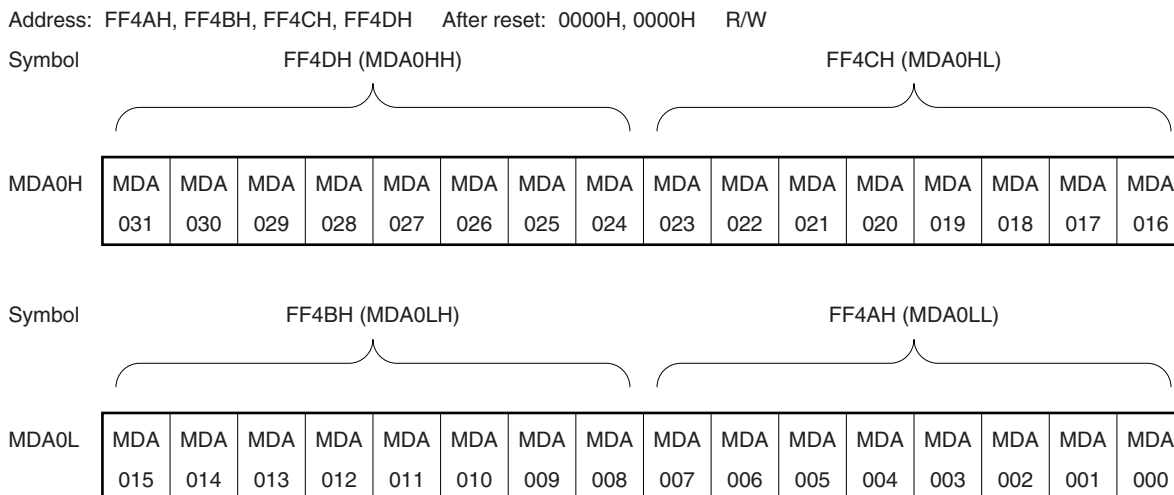 Address: FF4AH, FF4BH, FF4CH, FF4DH After reset: 0000H, 0000H R/W
Symbol FF4DH (MDA0HH) FF4CH (MDA0HL)
MDA0H MDA MDA MDA MDA MDA MDA MDA MDA MDA MDA MDA MDA MDA MDA MDA MDA
031 030 029 028 027 026 025 024 023 022 021 020 019 018 017 016
Symbol FF4BH (MDA0LH) FF4AH (MDA0LL)
MDA0L MDA MDA MDA MDA MDA MDA MDA MDA MDA MDA MDA MDA MDA MDA MDA MDA
015 014 013 012 011 010 009 008 007 006 005 004 003 002 001 000